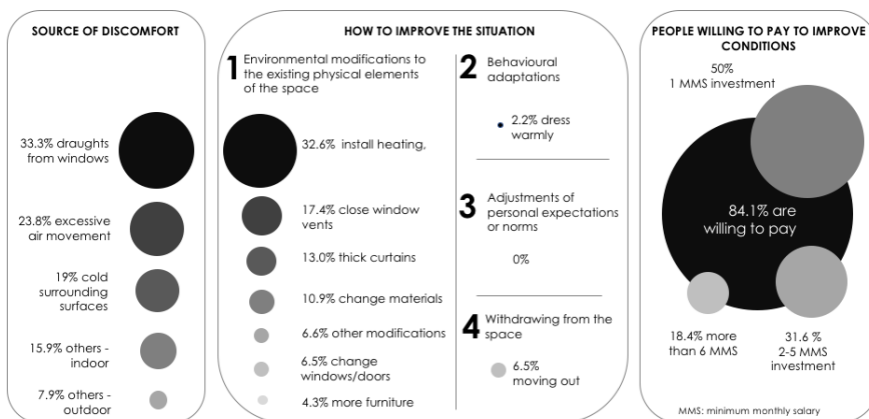 SOURCE OF DISCOMFORT
33.3% draughts
from windows
23.8% excessive
air movement
19% cold
surrounding
surfaces
15.9% others -
indoor
7.9% others -
outdoor
HOW TO IMPROVE THE SITUATION
1 Environmental modifications to
the existing physical elements
of the space
32.6% install heating,
17.4% close window
vents
13.0% thick curtains
10.9% change materials
6.6% other modifications
6.5% change
windows/doors
4.3% more furniture
2 Behavioural
adaptations
2.2% dress
warmly
3 Adjustments of
personal expectations
or norms
0%
4 Withdrawing from the
space
6.5%
moving out
PEOPLE WILLING TO PAY TO IMPROVE
CONDITIONS
50%
1 MMS investment
84.1% are
willing to pay
18.4% more
than 6 MMS
31.6 %
2-5 MMS
investment
MMS: minimum monthly salary